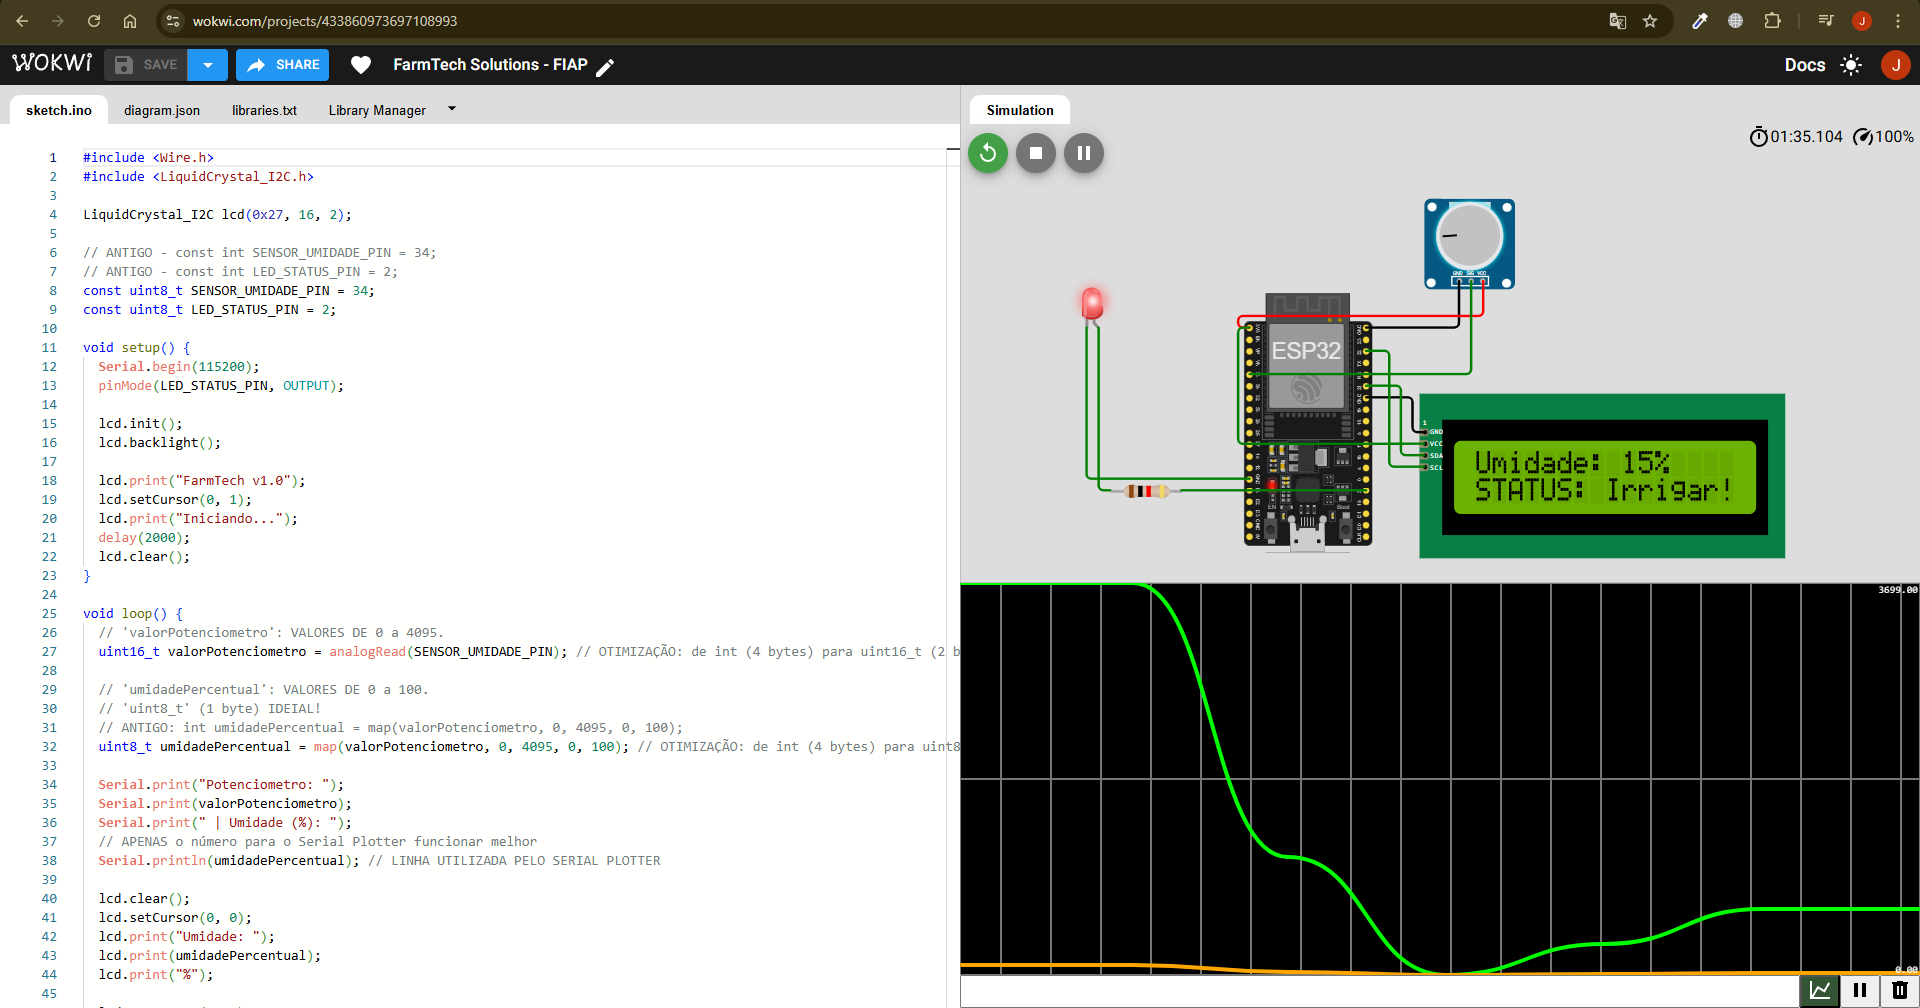 wokwi.com/projects/433860973697108993
J
WOKWi
SAVE
SHARE
FarmTech Solutions - FIAP
Docs
J
sketch.ino
diagram.json
libraries.txt
Library Manager
Simulation
01:35.104
100%
1 #include <Wire.h>
2 #include <LiquidCrystal_I2C.h>
3
4 LiquidCrystal_I2C lcd(0x27, 16, 2);
5
6 // ANTIGO - const int SENSOR_UMIDADE_PIN = 34;
7 // ANTIGO - const int LED_STATUS_PIN = 2;
8 const uint8_t SENSOR_UMIDADE_PIN = 34;
9 const uint8_t LED_STATUS_PIN = 2;
10
11 void setup() {
12 Serial.begin(115200);
13 pinMode(LED_STATUS_PIN, OUTPUT);
14
15 lcd.init();
16 lcd.backlight();
17
18 lcd.print("FarmTech v1.0");
19 lcd.setCursor(0, 1);
20 lcd.print("Iniciando...");
21 delay(2000);
22 lcd.clear();
23 }
24
25 void loop() {
26 // 'valorPotenciometro': VALORES DE 0 a 4095.
27 uint16_t valorPotenciometro = analogRead(SENSOR_UMIDADE_PIN); // OTIMIZAÇÃO: de int (4 bytes) para uint16_t (2 b
28
29 // 'umidadePercentual': VALORES DE 0 a 100.
30 // 'uint8_t' (1 byte) IDEIAL!
31 // ANTIGO: int umidadePercentual = map(valorPotenciometro, 0, 4095, 0, 100);
32 uint8_t umidadePercentual = map(valorPotenciometro, 0, 4095, 0, 100); // OTIMIZAÇÃO: de int (4 bytes) para uint8
33
34 Serial.print("Potenciometro: ");
35 Serial.print(valorPotenciometro);
36 Serial.print(" | Umidade (%): ");
37 // APENAS o número para o Serial Plotter funcionar melhor
38 Serial.println(umidadePercentual); // LINHA UTILIZADA PELO SERIAL PLOTTER
39
40 lcd.clear();
41 lcd.setCursor(0, 0);
42 lcd.print("Umidade: ");
43 lcd.print(umidadePercentual);
44 lcd.print("%");
45
GND SIG VCC
ESP32
EN
Boot
1
GND
VCC
SDA
SCL
Umidade: 15%
STATUS: Irrigar!
3699.00
0.00